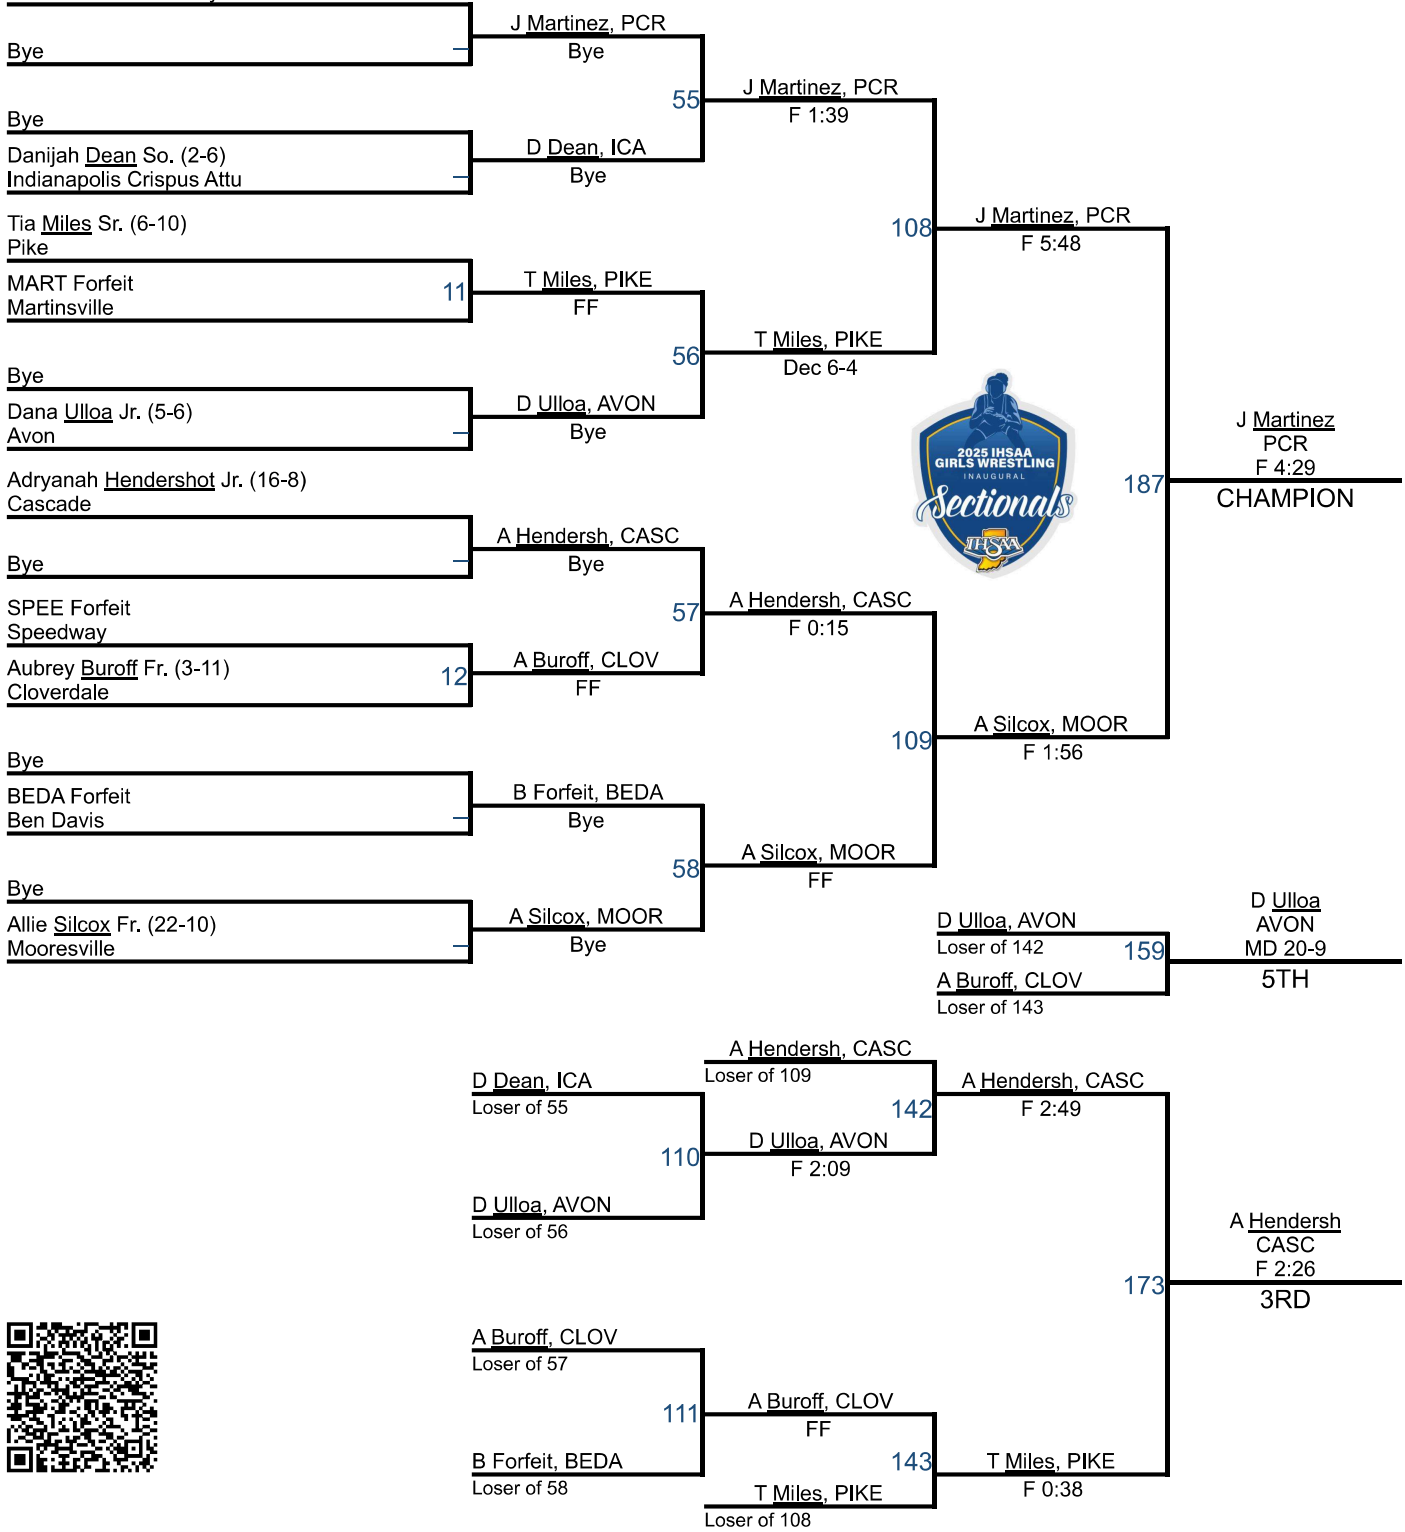 Bye
Bye
Danijah Dean So. (2-6)
Indianapolis Crispus Attu
Tia Miles Sr. (6-10)
Pike
MART Forfeit
Martinsville
Bye
Dana Ulloa Jr. (5-6)
Avon
Adryanah Hendershot Jr. (16-8)
Cascade
Bye
SPEE Forfeit
Speedway
Aubrey Buroff Fr. (3-11)
Cloverdale
Bye
BEDA Forfeit
Ben Davis
Bye
Allie Silcox Fr. (22-10)
Mooresville
11
12
J Martinez, PCR
Bye
D Dean, ICA
Bye
T Miles, PIKE
FF
D Ulloa, AVON
Bye
A Hendersh, CASC
Bye
A Buroff, CLOV
FF
B Forfeit, BEDA
Bye
A Silcox, MOOR
Bye
55
56
57
58
J Martinez, PCR
F 1:39
T Miles, PIKE
Dec 6-4
A Hendersh, CASC
F 0:15
A Silcox, MOOR
FF
108
109
J Martinez, PCR
F 5:48
A Silcox, MOOR
F 1:56
2025 IHSAA
GIRLS WRESTLING
INAUGURAL
Sectionals
IHSAA
187
J Martinez
PCR
F 4:29
CHAMPION
D Ulloa, AVON
Loser of 142
A Buroff, CLOV
Loser of 143
159
D Ulloa
AVON
MD 20-9
5TH
D Dean, ICA
Loser of 55
D Ulloa, AVON
Loser of 56
110
A Hendersh, CASC
Loser of 109
D Ulloa, AVON
F 2:09
142
A Hendersh, CASC
F 2:49
A Buroff, CLOV
Loser of 57
B Forfeit, BEDA
Loser of 58
111
A Buroff, CLOV
FF
T Miles, PIKE
Loser of 108
143
T Miles, PIKE
F 0:38
173
A Hendersh
CASC
F 2:26
3RD